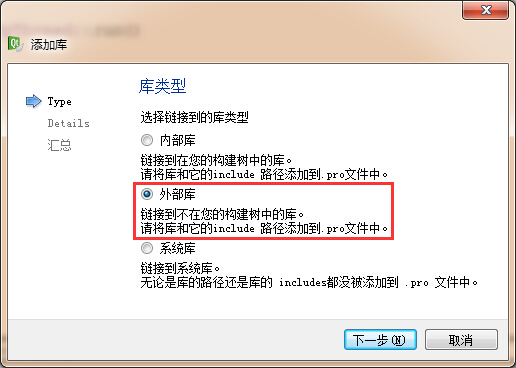 添加库
库类型
Type
Details
汇总
选择链接到的库类型
内部库
链接到在您的构建树中的库。
请将库和它的include 路径添加到.pro文件中。
外部库
链接到不在您的构建树中的库。
请将库和它的include 路径添加到.pro文件中。
系统库
链接到系统库。
无论是库的路径还是库的 includes都没被添加到 .pro 文件中。
下一步(N)
取消